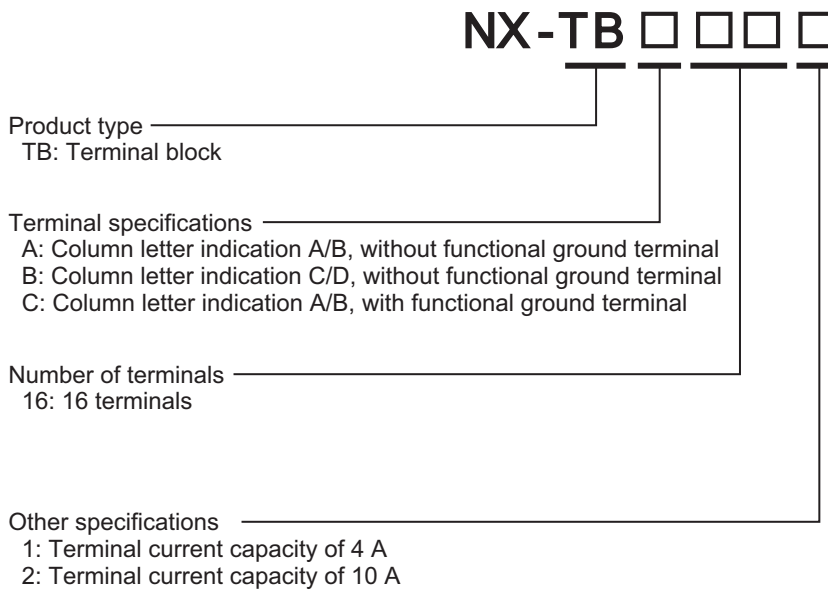 NX-TB □ □□ □
Product type
TB: Terminal block
Terminal specifications
A: Column letter indication A/B, without functional ground terminal
B: Column letter indication C/D, without functional ground terminal
C: Column letter indication A/B, with functional ground terminal
Number of terminals
16: 16 terminals
Other specifications
1: Terminal current capacity of 4 A
2: Terminal current capacity of 10 A